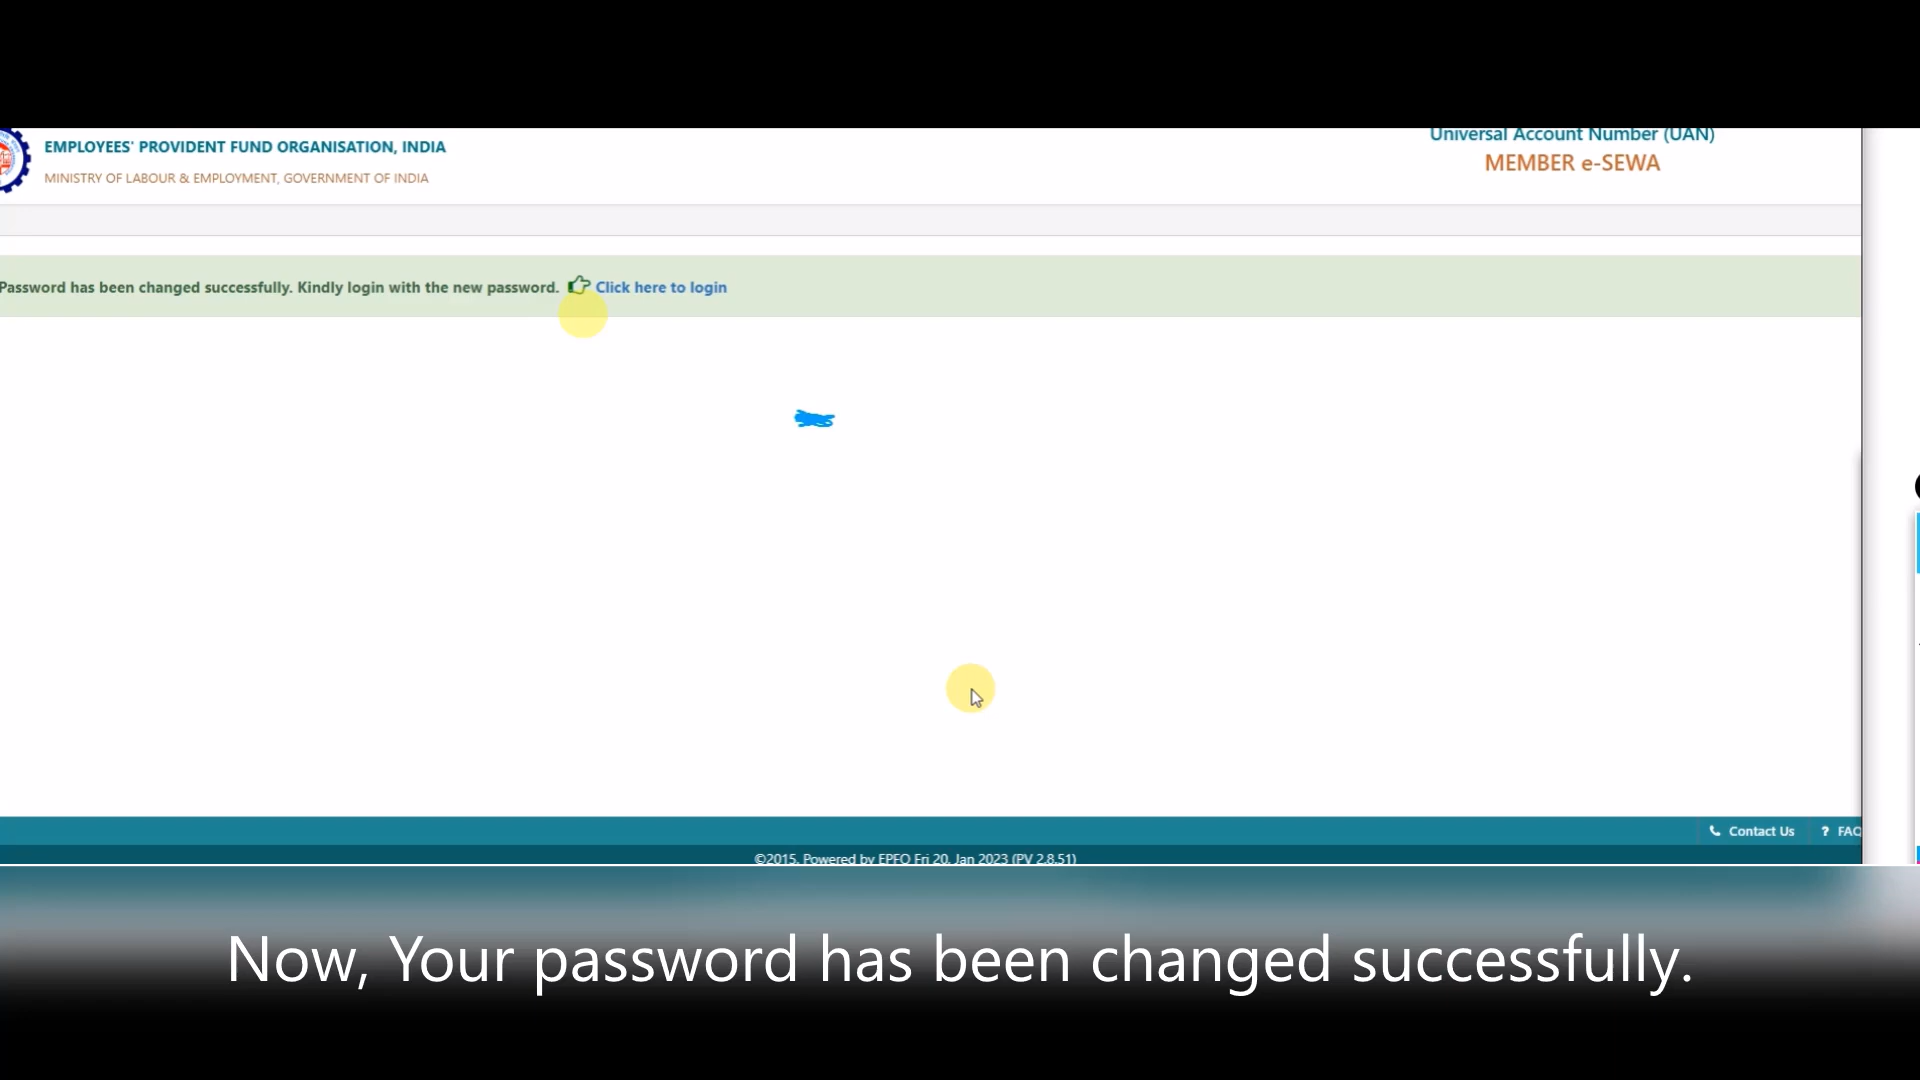 EMPLOYEES' PROVIDENT FUND ORGANISATION, INDIA
MINISTRY OF LABOUR & EMPLOYMENT, GOVERNMENT OF INDIA
Universal Account Number (UAN)
MEMBER e-SEWA
Password has been changed successfully. Kindly login with the new password. Click here to login
Contact Us ? FAQ
©2015. Powered by EPFO Fri 20. Jan 2023 (PV 2.8.51)
Now, Your password has been changed successfully.